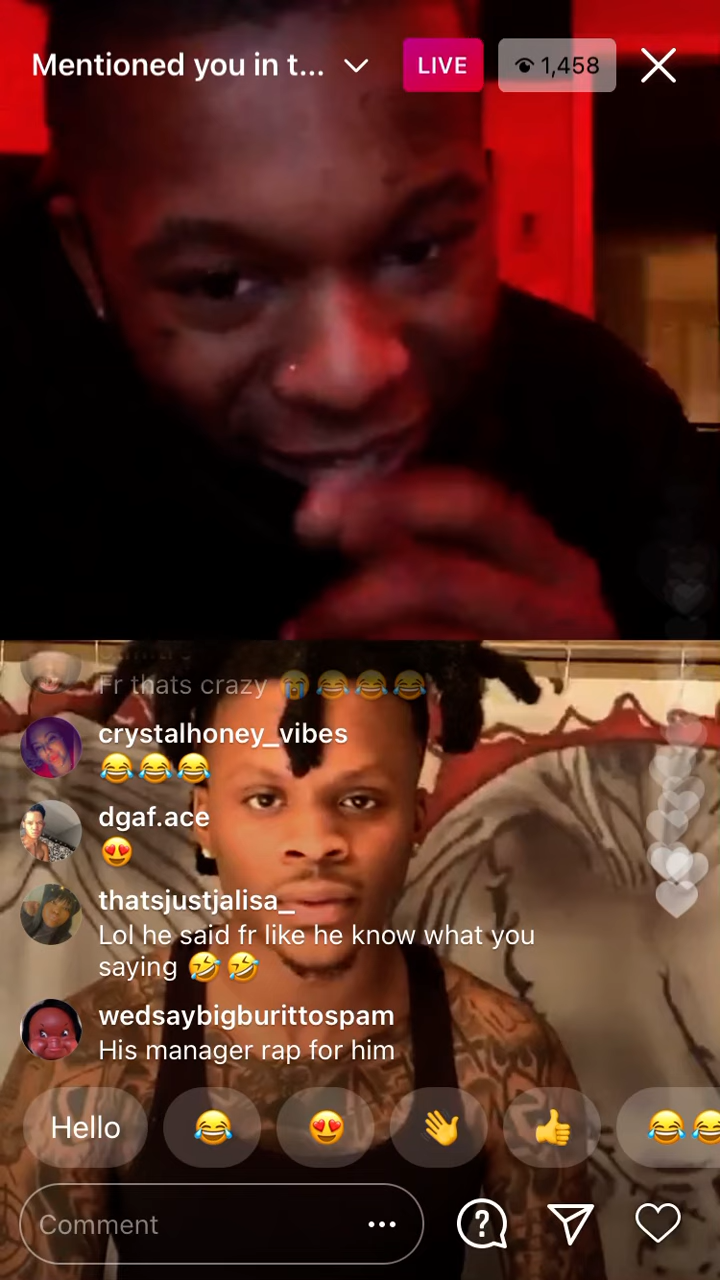 Mentioned you in t...
LIVE
1,458
Fr thats crazy 😭😂😂😂
crystalhoney_vibes
😂😂😂
dgaf.ace
😍
thatsjustjalisa_
Lol he said fr like he know what you
saying 🤣🤣
wedsaybigburittospam
His manager rap for him
Hello 😂 😍 👋 👍 😂😂
Comment